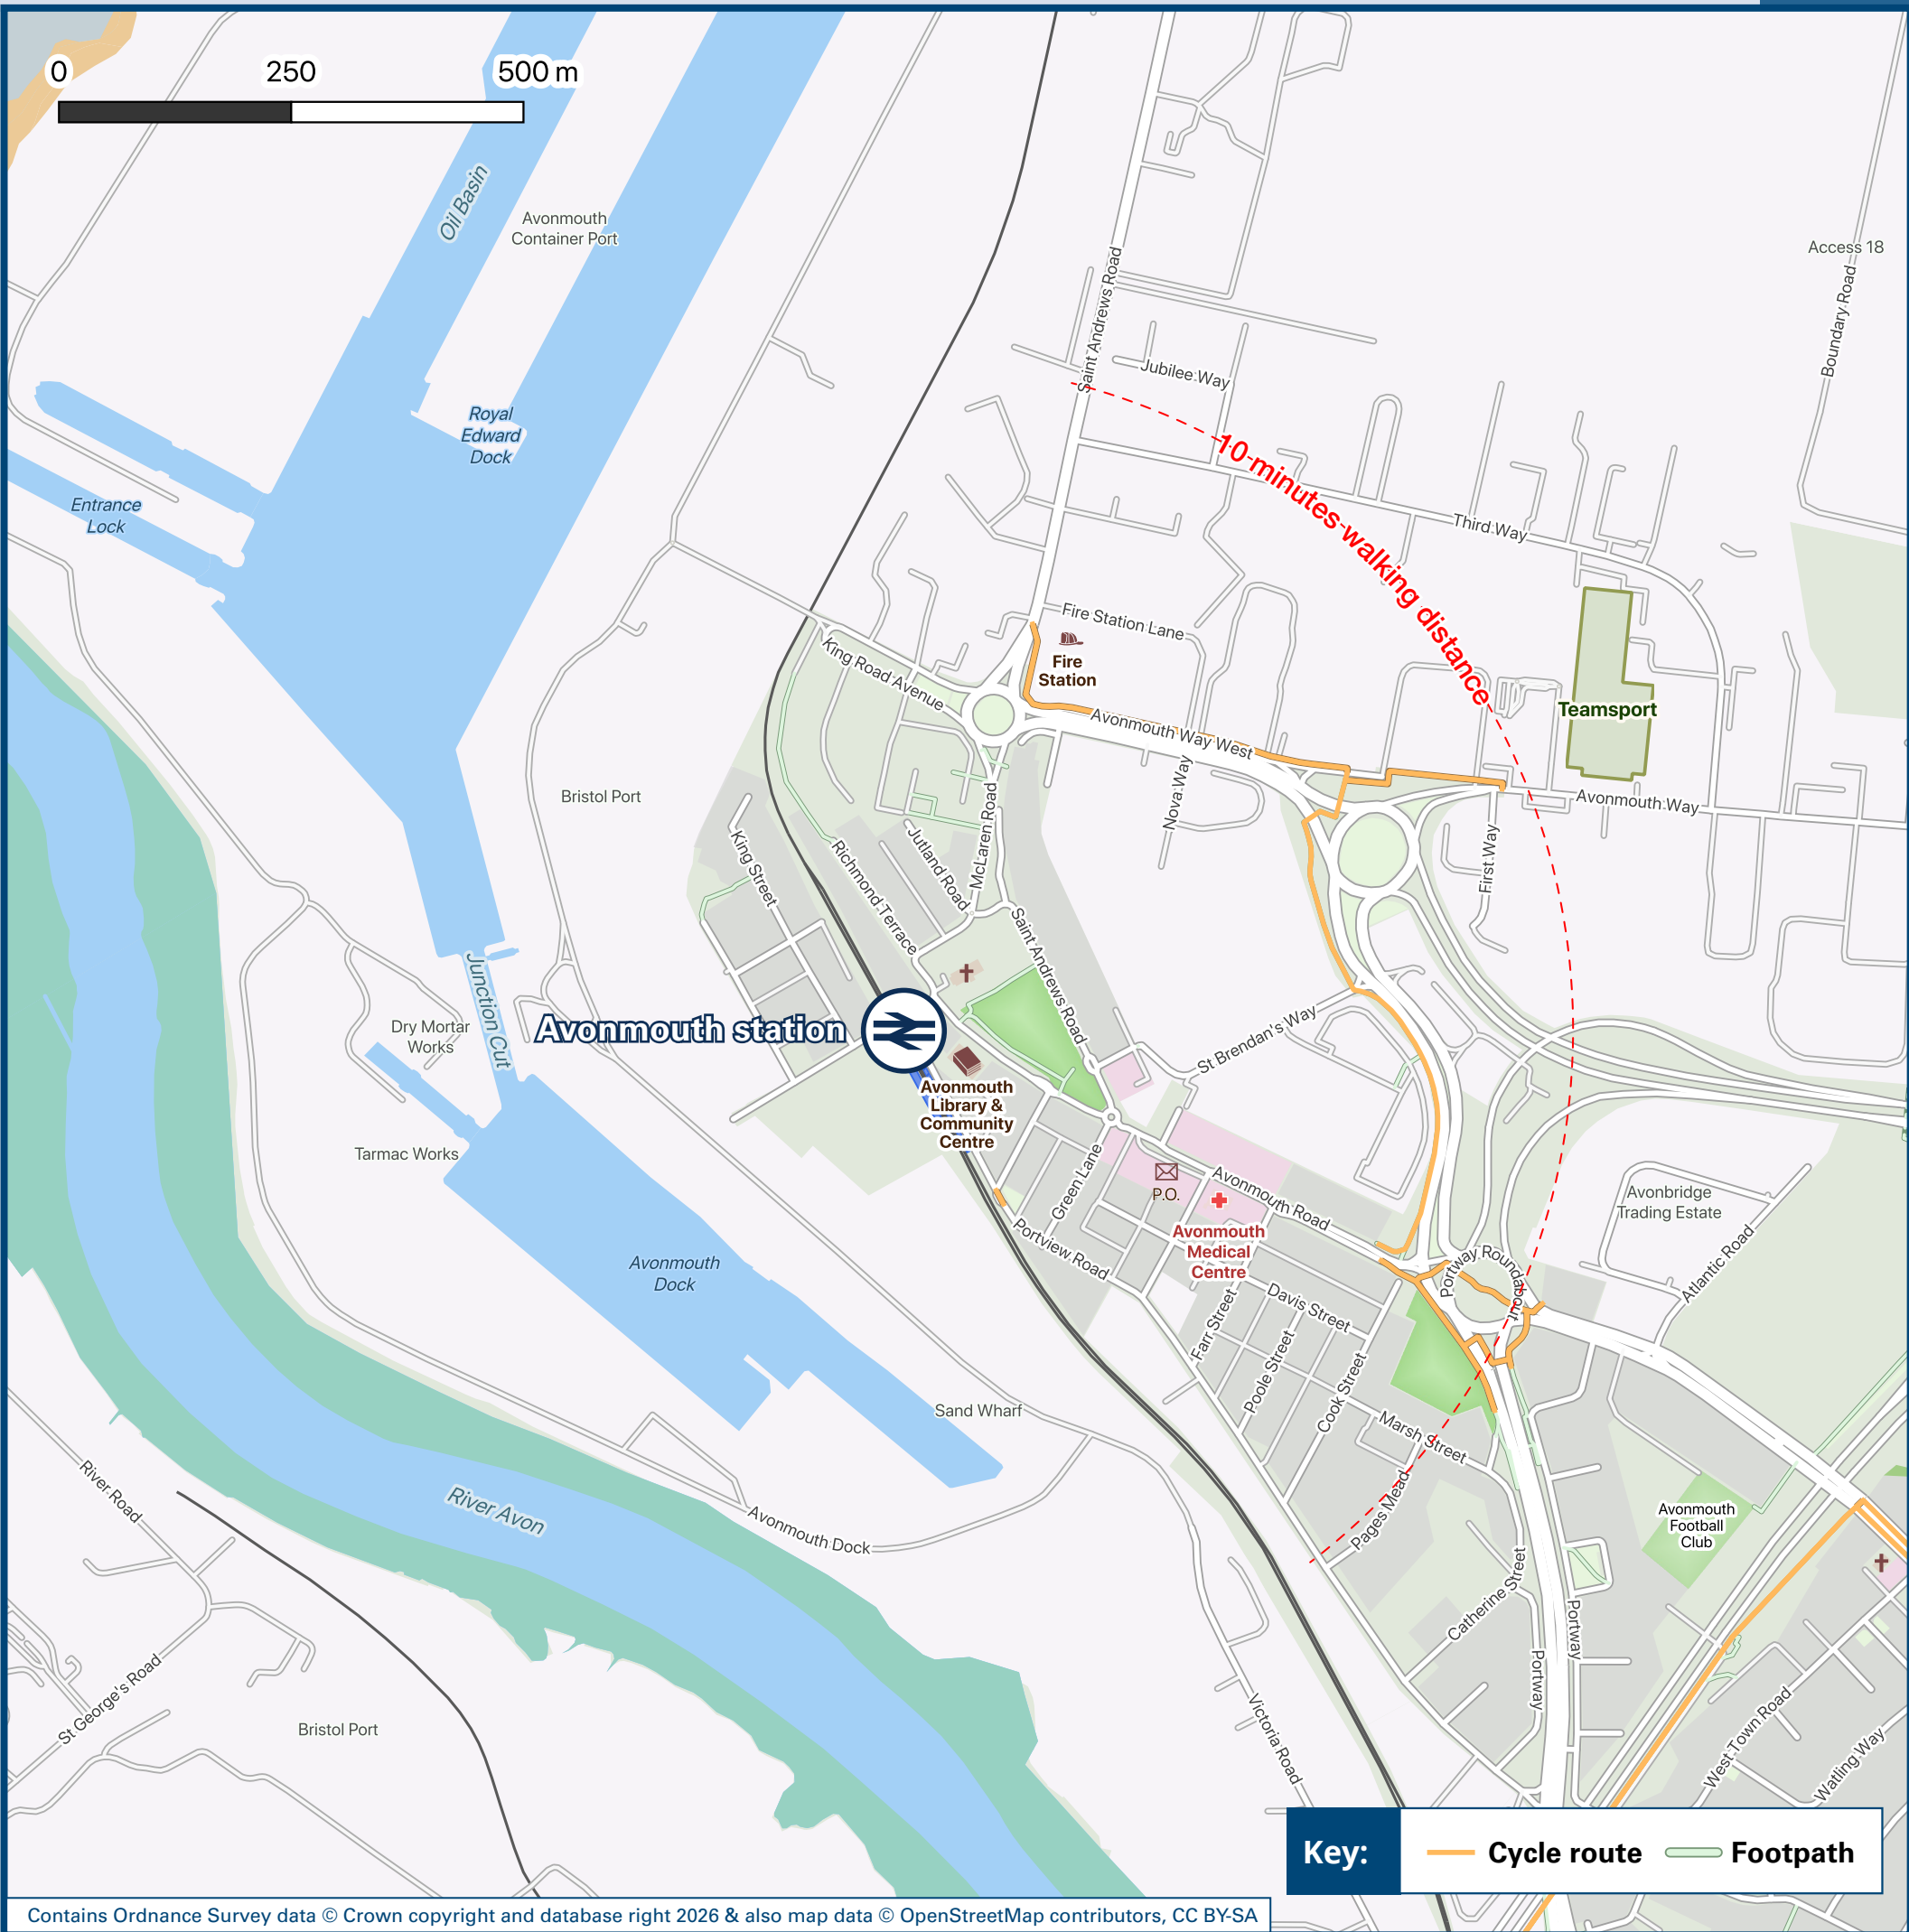 0 250 500 m
Oil Basin
Avonmouth
Container Port
Access 18
Boundary Road
Saint Andrews Road
Jubilee Way
Royal
Edward
Dock
10 minutes walking distance
Entrance
Lock
Third Way
Fire Station Lane
Fire
Station
King Road Avenue
Teamsport
Avonmouth Way West
Nova Way
Avonmouth Way
Bristol Port
McLaren Road
First Way
King Street
Richmond Terrace
Jutland Road
Saint Andrews Road
Junction Cut
Dry Mortar
Works
Avonmouth station
St Brendan's Way
Avonmouth
Library &
Community
Centre
Tarmac Works
Green Lane
P.O.
Avonmouth Road
Avonbridge
Trading Estate
Avonmouth
Medical
Centre
Portview Road
Portway Roundabout
Atlantic Road
Avonmouth
Dock
Davis Street
Farr Street
Poole Street
Cook Street
Sand Wharf
Marsh Street
River Road
River Avon
Avonmouth Dock
Pages Mead
Avonmouth
Football
Club
Catherine Street
Portway
Portway
St George's Road
Bristol Port
Victoria Road
West Town Road
Watling Way
Key: Cycle route Footpath
Contains Ordnance Survey data © Crown copyright and database right 2026 & also map data © OpenStreetMap contributors, CC BY-SA